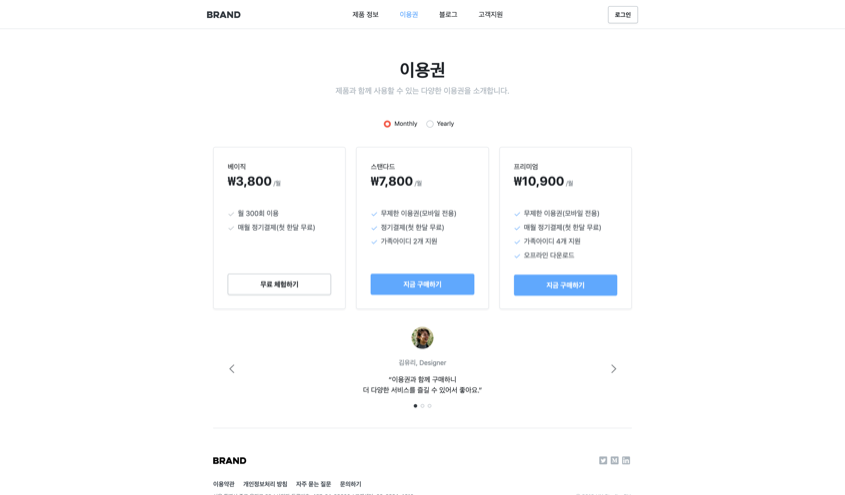 BRAND
제품 정보
이용권
블로그
고객지원
로그인
이용권
제품과 함께 사용할 수 있는 다양한 이용권을 소개합니다.
Monthly
Yearly
베이직
₩3,800 /월
월 300회 이용
매월 정기결제(첫 한달 무료)
무료 체험하기
스탠다드
₩7,800 /월
무제한 이용권(모바일 전용)
정기결제(첫 한달 무료)
가족아이디 2개 지원
지금 구매하기
프리미엄
₩10,900 /월
무제한 이용권(모바일 전용)
매월 정기결제(첫 한달 무료)
가족아이디 4개 지원
오프라인 다운로드
지금 구매하기
김유리, Designer
"이용권과 함께 구매하니
더 다양한 서비스를 즐길 수 있어서 좋아요."
BRAND
이용약관
개인정보처리 방침
자주 묻는 질문
문의하기